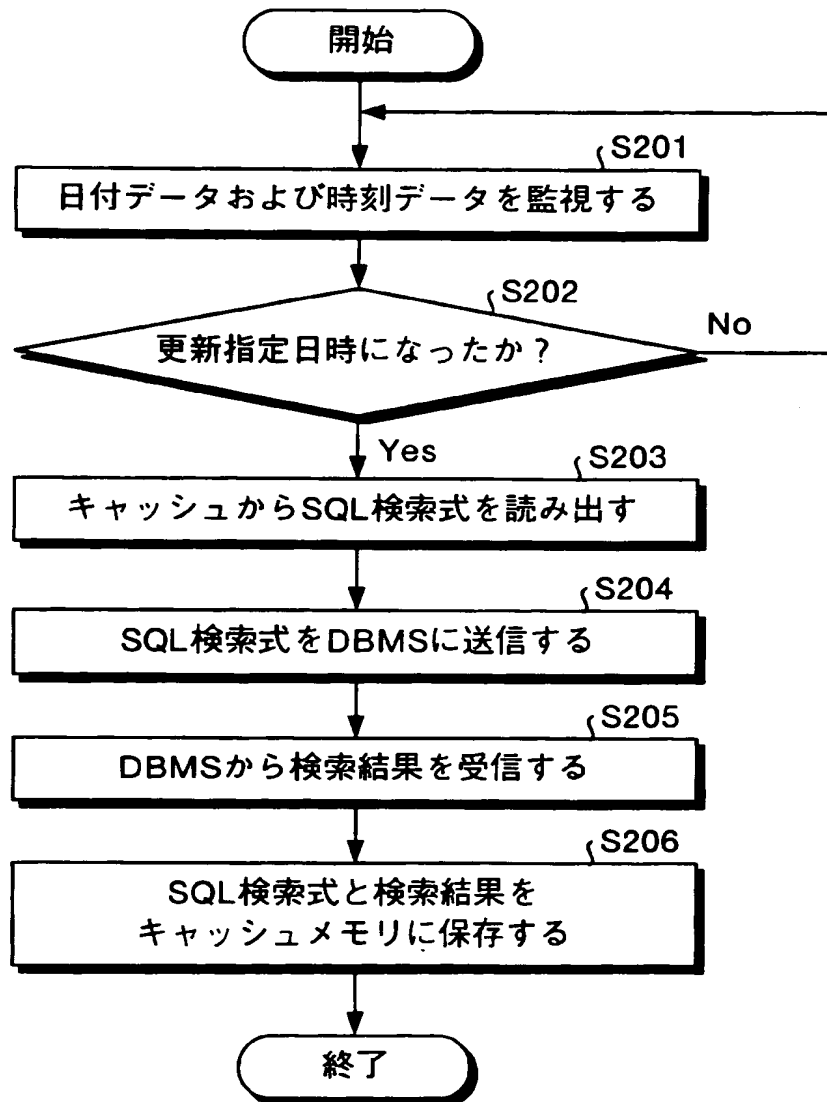 開始
S201
日付データおよび時刻データを監視する
S202
更新指定日時になったか？
No
Yes
S203
キャッシュからSQL検索式を読み出す
S204
SQL検索式をDBMSに送信する
S205
DBMSから検索結果を受信する
S206
SQL検索式と検索結果を
キャッシュメモリに保存する
終了